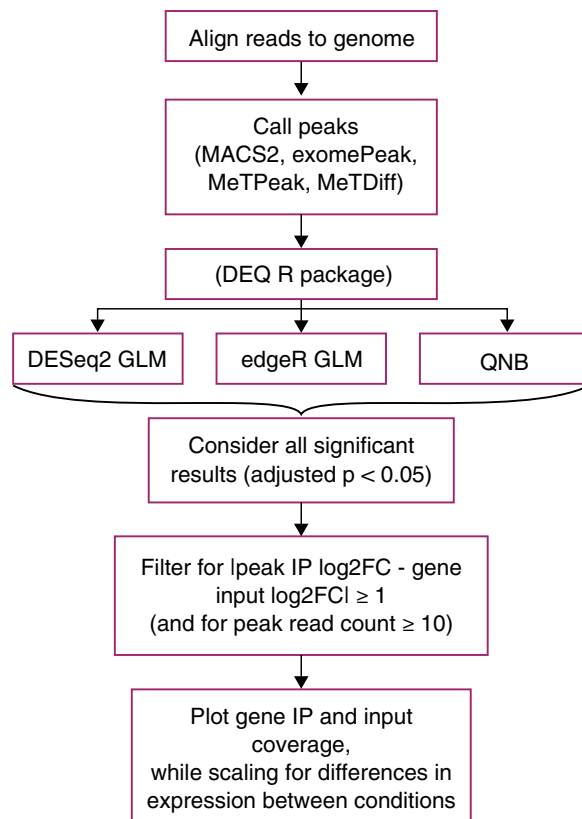 Align reads to genome
Call peaks
(MACS2, exomePeak,
MeTPeak, MeTDiff)
(DEQ R package)
DESeq2 GLM
edgeR GLM
QNB
Consider all significant
results (adjusted p < 0.05)
Filter for |peak IP log2FC - gene
input log2FC| ≥ 1
(and for peak read count ≥ 10)
Plot gene IP and input
coverage,
while scaling for differences in
expression between conditions